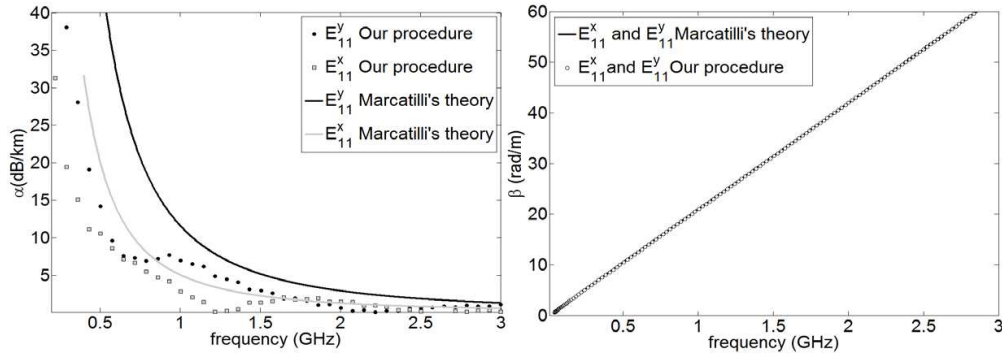 40
35
30
25
20
15
10
5
α(dB/km)
E^y_11 Our procedure
E^x_11 Our procedure
E^y_11 Marcatilli's theory
E^x_11 Marcatilli's theory
0.5 1 1.5 2 2.5 3
frequency (GHz)
60
50
40
30
20
10
0
β (rad/m)
E^x_11 and E^y_11 Marcatilli's theory
E^x_11 and E^y_11 Our procedure
0.5 1 1.5 2 2.5 3
frequency (GHz)